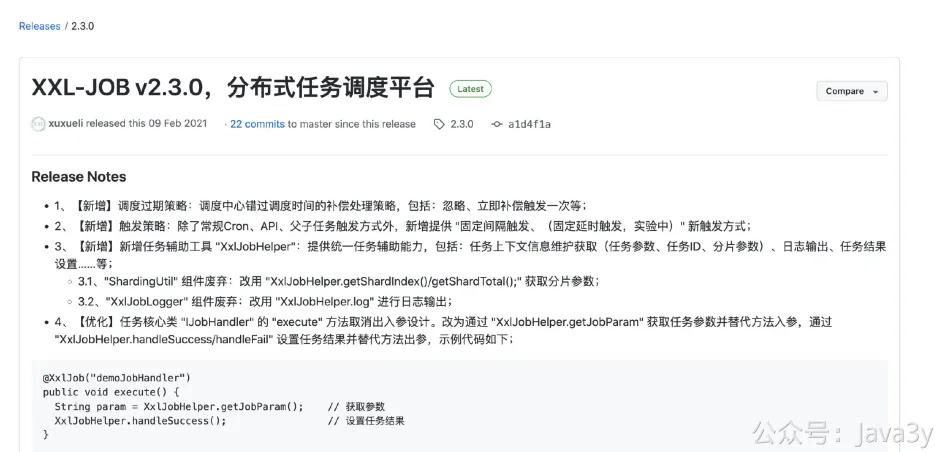 Releases / 2.3.0
XXL-JOB v2.3.0，分布式任务调度平台 Latest
Compare
xuxueli released this 09 Feb 2021 · 22 commits to master since this release 2.3.0 a1d4f1a
Release Notes
• 1、【新增】调度过期策略：调度中心错过调度时间的补偿处理策略，包括：忽略、立即补偿触发一次等；
• 2、【新增】触发策略：除了常规Cron、API、父子任务触发方式外，新增提供 "固定间隔触发、（固定延时触发，实验中）" 新触发方式；
• 3、【新增】新增任务辅助工具 "XxlJobHelper"：提供统一任务辅助能力，包括：任务上下文信息维护获取（任务参数、任务ID、分片参数）、日志输出、任务结果
设置……等；
◦ 3.1、"ShardingUtil" 组件废弃：改用 "XxlJobHelper.getShardIndex()/getShardTotal();" 获取分片参数；
◦ 3.2、"XxlJobLogger" 组件废弃：改用 "XxlJobHelper.log" 进行日志输出；
• 4、【优化】任务核心类 "IJobHandler" 的 "execute" 方法取消出入参设计。改为通过 "XxlJobHelper.getJobParam" 获取任务参数并替代方法入参，通过
"XxlJobHelper.handleSuccess/handleFail" 设置任务结果并替代方法出参，示例代码如下；
@XxlJob("demoJobHandler")
public void execute() {
String param = XxlJobHelper.getJobParam(); // 获取参数
XxlJobHelper.handleSuccess(); // 设置任务结果
}
公众号：Java3y